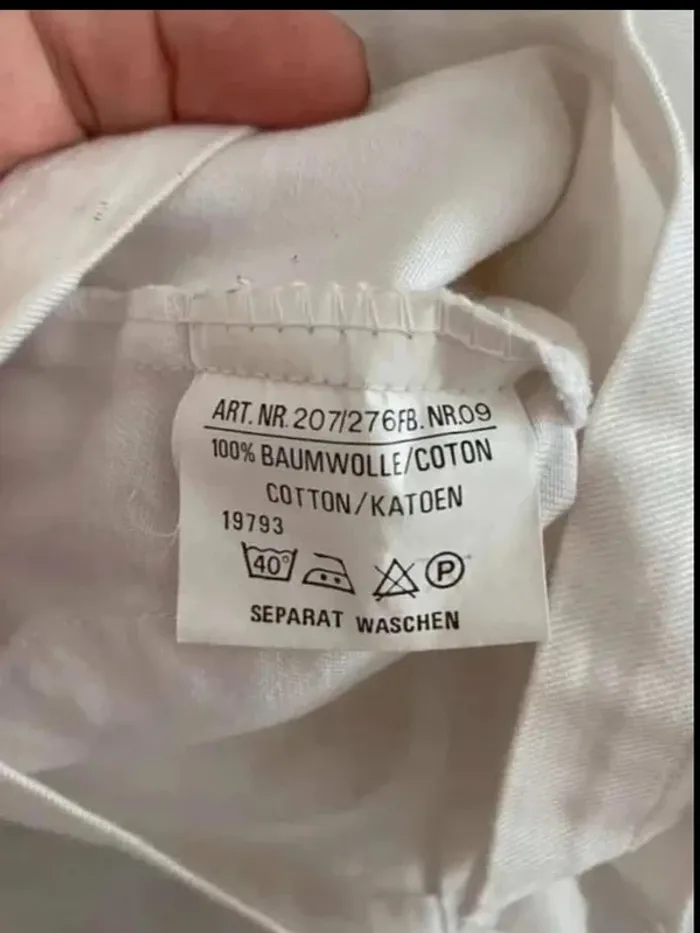 ART. NR. 207/276 FB. NR.09
100% BAUMWOLLE/COTON
COTTON/KATOEN
19793
40° P
SEPARAT WASCHEN